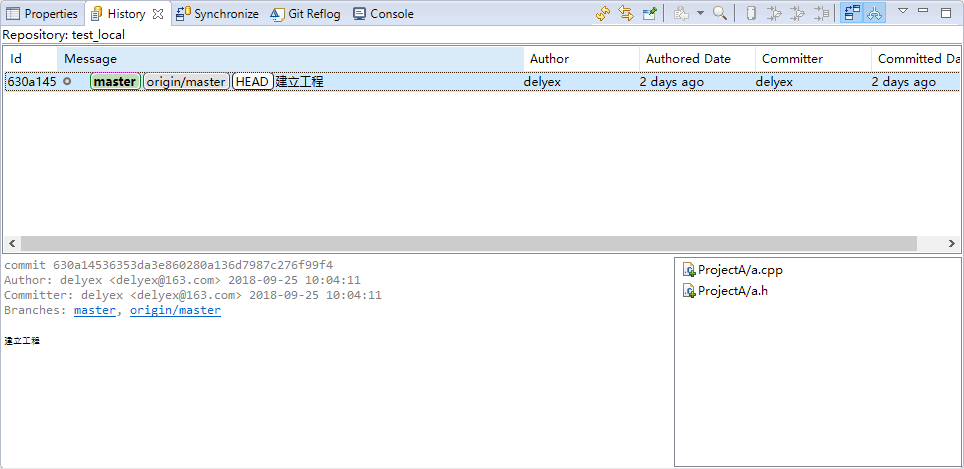 Properties History Synchronize Git Reflog Console
Repository: test_local
Id Message Author Authored Date Committer Committed Da
630a145 master origin/master HEAD 建立工程 delyex 2 days ago delyex 2 days ago
commit 630a14536353da3e860280a136d7987c276f99f4
Author: delyex <delyex@163.com> 2018-09-25 10:04:11
Committer: delyex <delyex@163.com> 2018-09-25 10:04:11
Branches: master, origin/master
建立工程
ProjectA/a.cpp
ProjectA/a.h